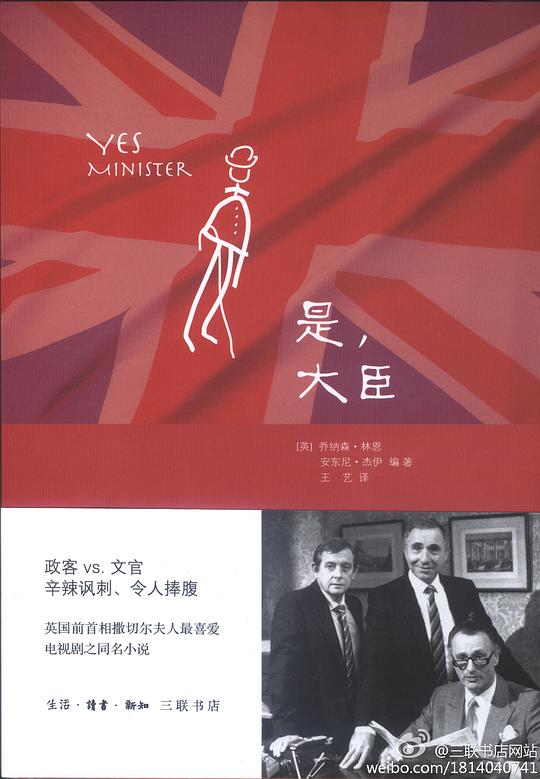 YES
MINISTER
是，
大臣
[英] 乔纳森·林恩
安东尼·杰伊 编著
王 艺 译
政客 vs. 文官
辛辣讽刺、令人捧腹
英国前首相撒切尔夫人最喜爱
电视剧之同名小说
生活·讀書·新知 三联书店
@三联书店网站
weibo.com/1814040741